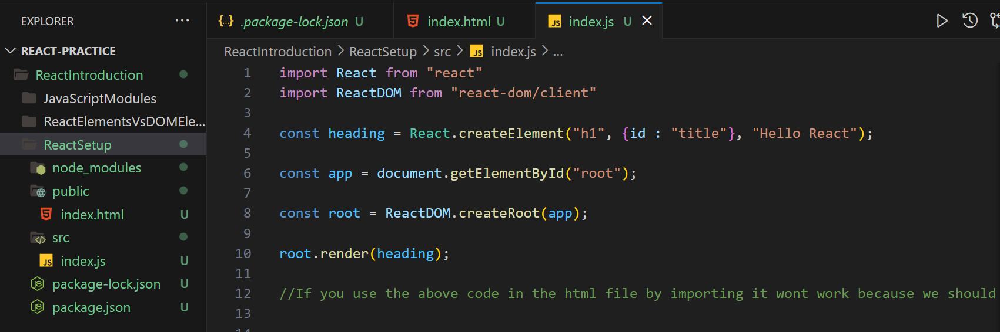 EXPLORER ...
REACT-PRACTICE
ReactIntroduction
JavaScriptModules
ReactElementsVsDOMEle...
ReactSetup
node_modules
public
index.html U
src
index.js U
package-lock.json U
package.json U
{..} .package-lock.json U
index.html U
JS index.js U
ReactIntroduction > ReactSetup > src > JS index.js > ...
1 import React from "react"
2 import ReactDOM from "react-dom/client"
3
4 const heading = React.createElement("h1", {id : "title"}, "Hello React");
5
6 const app = document.getElementById("root");
7
8 const root = ReactDOM.createRoot(app);
9
10 root.render(heading);
11
12 //If you use the above code in the html file by importing it wont work because we should
13